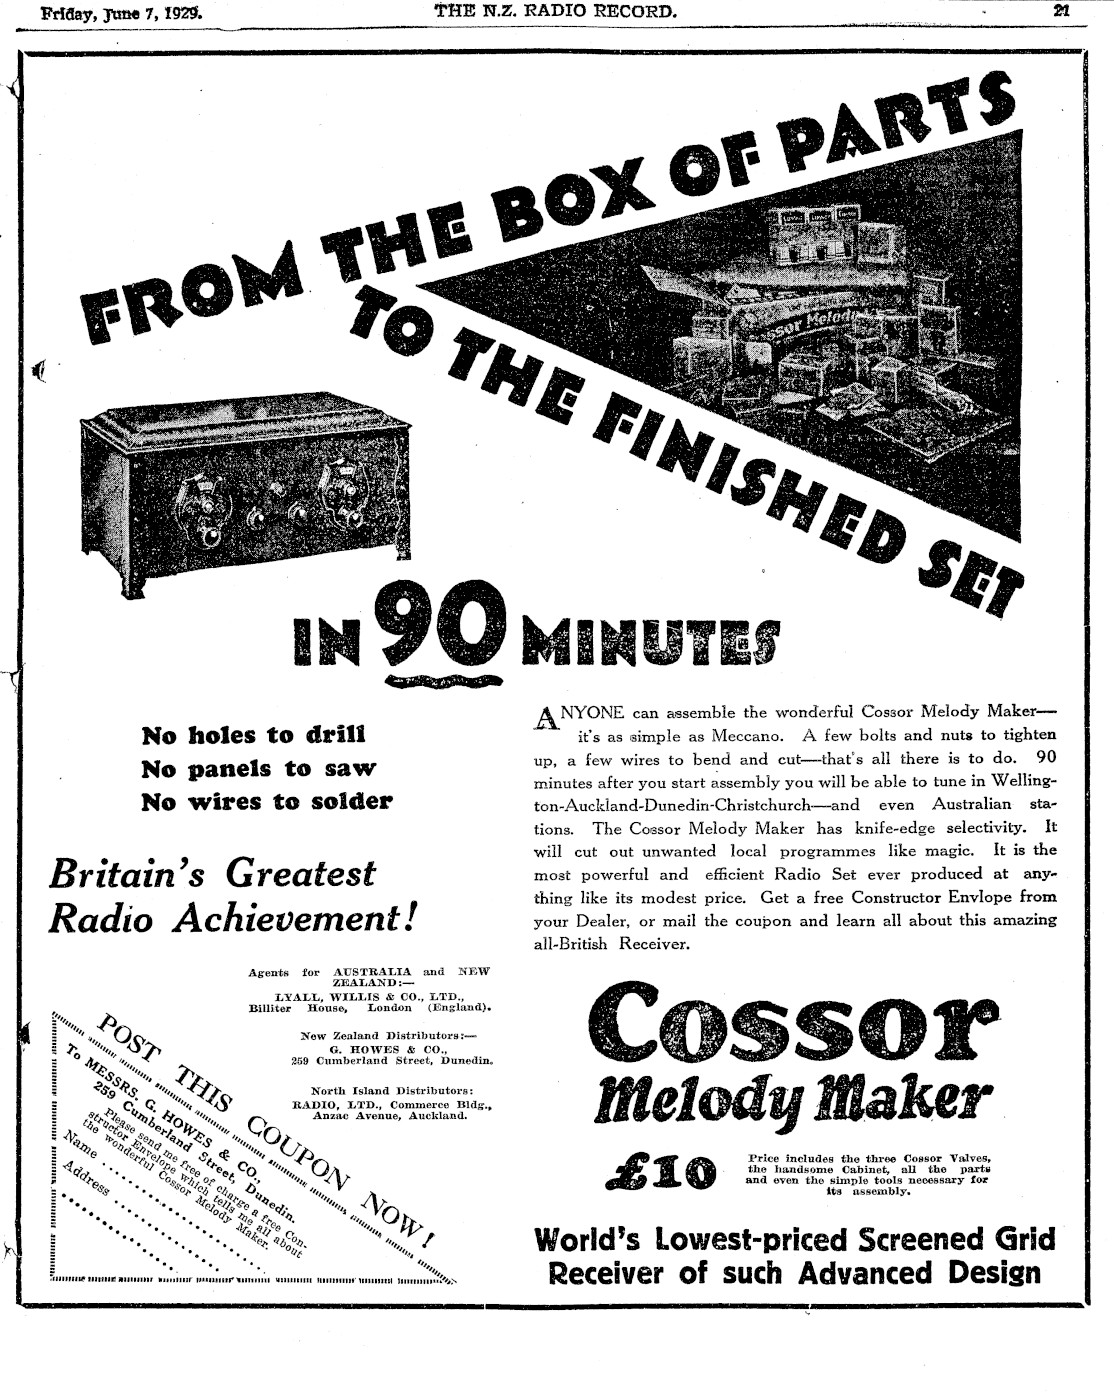 Friday, June 7, 1929.
THE N.Z. RADIO RECORD.
21
FROM THE BOX OF PARTS
TO THE FINISHED SET
IN 90 MINUTES
Cossor Melody
No holes to drill
No panels to saw
No wires to solder
Britain's Greatest
Radio Achievement!
Agents for AUSTRALIA and NEW
ZEALAND:—
LYALL, WILLIS & CO., LTD.,
Billiter House, London (England).
New Zealand Distributors:—
G. HOWES & CO.,
259 Cumberland Street, Dunedin.
North Island Distributors:
RADIO, LTD., Commerce Bldg.,
Anzac Avenue, Auckland.
POST THIS COUPON NOW!
To MESSRS. G. HOWES & CO.,
259 Cumberland Street, Dunedin.
Please send me free of charge a free Con-
structor Envelope which tells me all about
the wonderful Cossor Melody Maker.
Name
Address
ANYONE can assemble the wonderful Cossor Melody Maker—
it's as simple as Meccano. A few bolts and nuts to tighten
up, a few wires to bend and cut—that's all there is to do. 90
minutes after you start assembly you will be able to tune in Welling-
ton-Auckland-Dunedin-Christchurch—and even Australian sta-
tions. The Cossor Melody Maker has knife-edge selectivity. It
will cut out unwanted local programmes like magic. It is the
most powerful and efficient Radio Set ever produced at any-
thing like its modest price. Get a free Constructor Envlope from
your Dealer, or mail the coupon and learn all about this amazing
all-British Receiver.
Cossor
Melody Maker
£10
Price includes the three Cossor Valves,
the handsome Cabinet, all the parts
and even the simple tools necessary for
its assembly.
World's Lowest-priced Screened Grid
Receiver of such Advanced Design